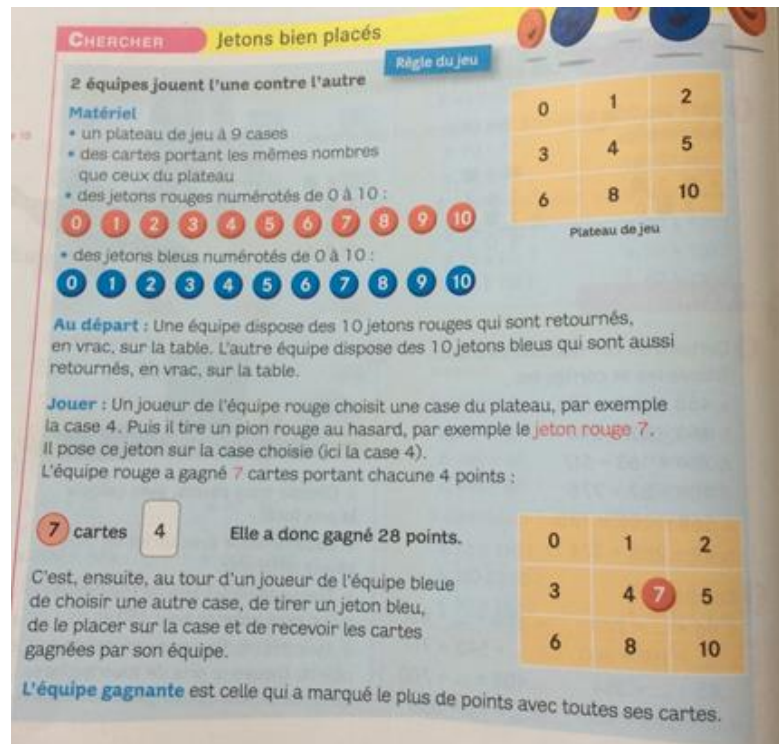 CHERCHER
Jetons bien placés
Règle du jeu
2 équipes jouent l'une contre l'autre
Matériel
• un plateau de jeu à 9 cases
• des cartes portant les mêmes nombres
que ceux du plateau
• des jetons rouges numérotés de 0 à 10 :
0 1 2 3 4 5 6 7 8 9 10
• des jetons bleus numérotés de 0 à 10 :
0 1 2 3 4 5 6 7 8 9 10
0 1 2
3 4 5
6 8 10
Plateau de jeu
Au départ : Une équipe dispose des 10 jetons rouges qui sont retournés,
en vrac, sur la table. L'autre équipe dispose des 10 jetons bleus qui sont aussi
retournés, en vrac, sur la table.
Jouer : Un joueur de l'équipe rouge choisit une case du plateau, par exemple
la case 4. Puis il tire un pion rouge au hasard, par exemple le jeton rouge 7.
Il pose ce jeton sur la case choisie (ici la case 4).
L'équipe rouge a gagné 7 cartes portant chacune 4 points :
7 cartes 4 Elle a donc gagné 28 points.
C'est, ensuite, au tour d'un joueur de l'équipe bleue
de choisir une autre case, de tirer un jeton bleu,
de le placer sur la case et de recevoir les cartes
gagnées par son équipe.
0 1 2
3 4 7 5
6 8 10
L'équipe gagnante est celle qui a marqué le plus de points avec toutes ses cartes.